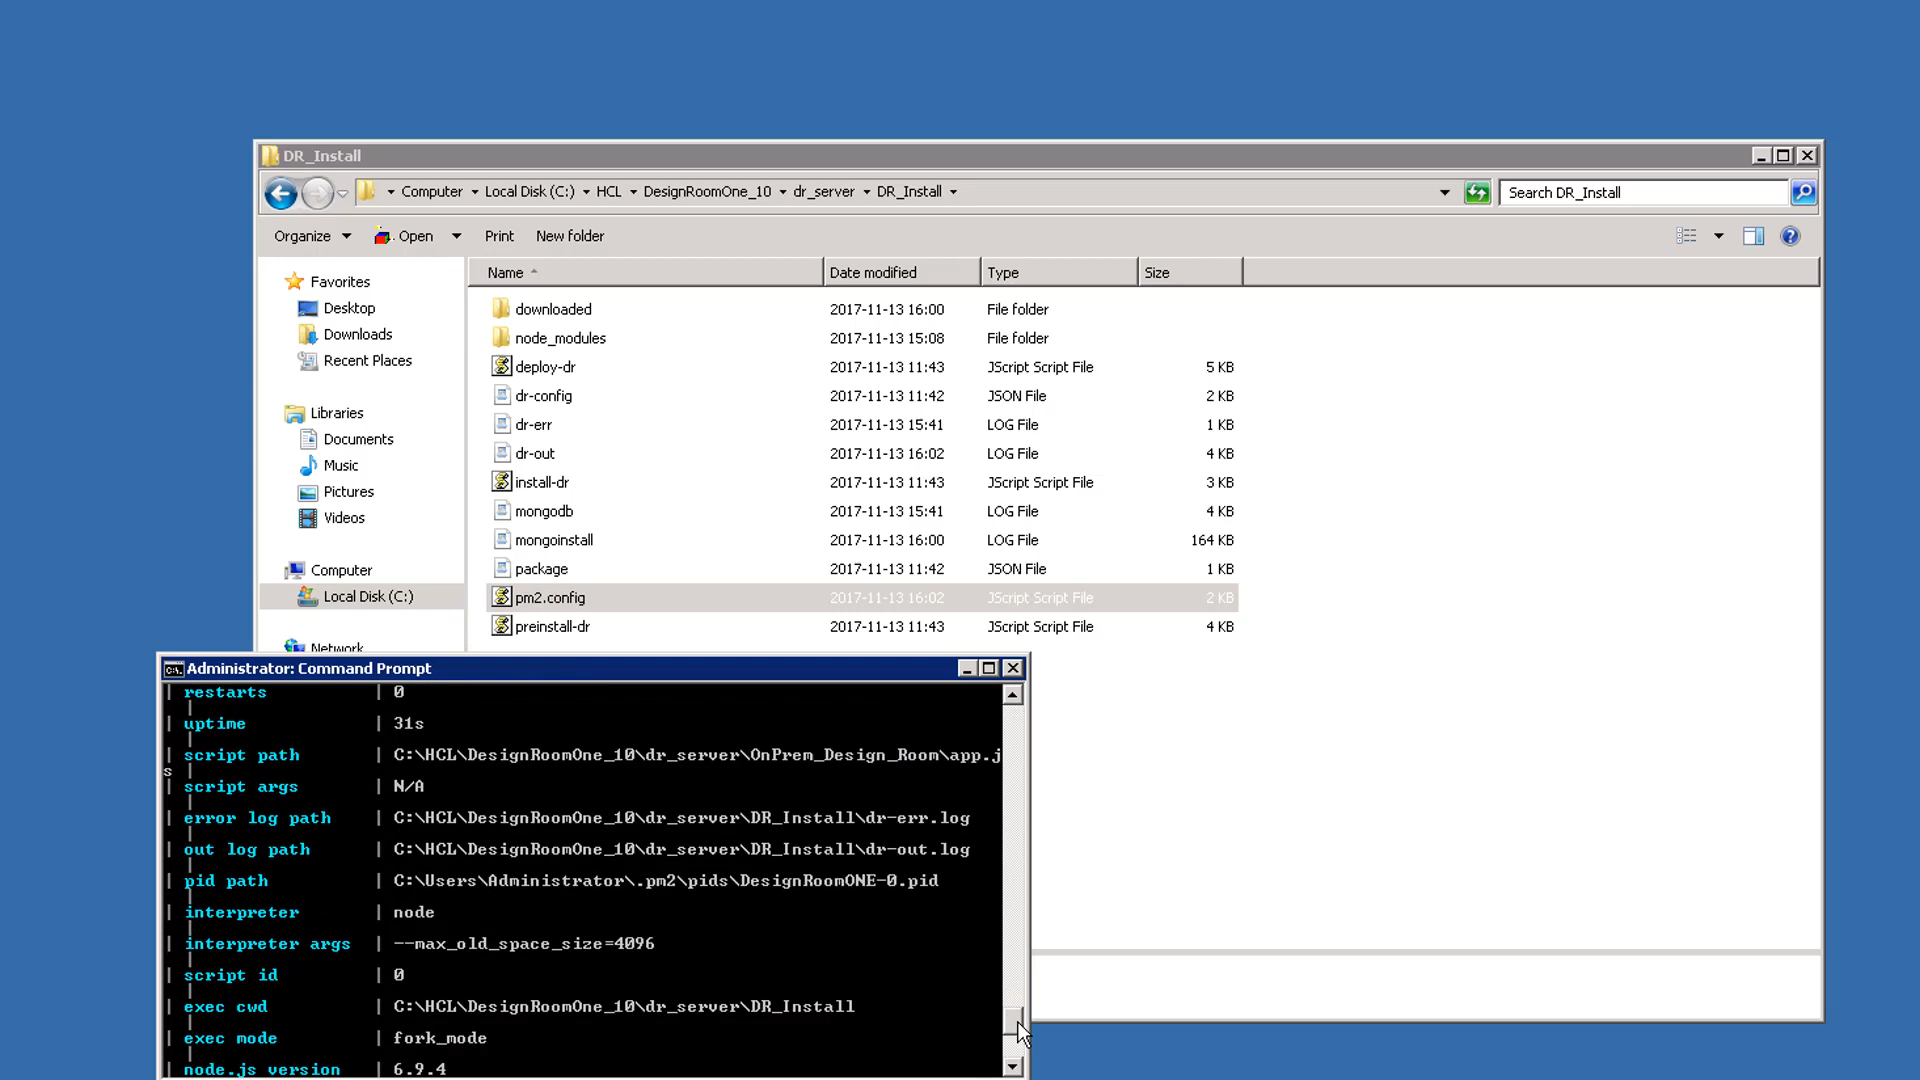 DR_Install
Computer Local Disk (C:) HCL DesignRoomOne_10 dr_server DR_Install
Search DR_Install
Organize Open Print New folder
Name Date modified Type Size
Favorites
Desktop
Downloads
Recent Places
Libraries
Documents
Music
Pictures
Videos
Computer
Local Disk (C:)
Network
downloaded 2017-11-13 16:00 File folder
node_modules 2017-11-13 15:08 File folder
deploy-dr 2017-11-13 11:43 JScript Script File 5 KB
dr-config 2017-11-13 11:42 JSON File 2 KB
dr-err 2017-11-13 15:41 LOG File 1 KB
dr-out 2017-11-13 16:02 LOG File 4 KB
install-dr 2017-11-13 11:43 JScript Script File 3 KB
mongodb 2017-11-13 15:41 LOG File 4 KB
mongoinstall 2017-11-13 16:00 LOG File 164 KB
package 2017-11-13 11:42 JSON File 1 KB
pm2.config 2017-11-13 16:02 JScript Script File 2 KB
preinstall-dr 2017-11-13 11:43 JScript Script File 4 KB
Administrator: Command Prompt
| restarts | 0
|
| uptime | 31s
|
| script path | C:\HCL\DesignRoomOne_10\dr_server\OnPrem_Design_Room\app.j
s |
| script args | N/A
|
| error log path | C:\HCL\DesignRoomOne_10\dr_server\DR_Install\dr-err.log
|
| out log path | C:\HCL\DesignRoomOne_10\dr_server\DR_Install\dr-out.log
|
| pid path | C:\Users\Administrator\.pm2\pids\DesignRoomONE-0.pid
|
| interpreter | node
|
| interpreter args | --max_old_space_size=4096
|
| script id | 0
|
| exec cwd | C:\HCL\DesignRoomOne_10\dr_server\DR_Install
|
| exec mode | fork_mode
|
| node.js version | 6.9.4